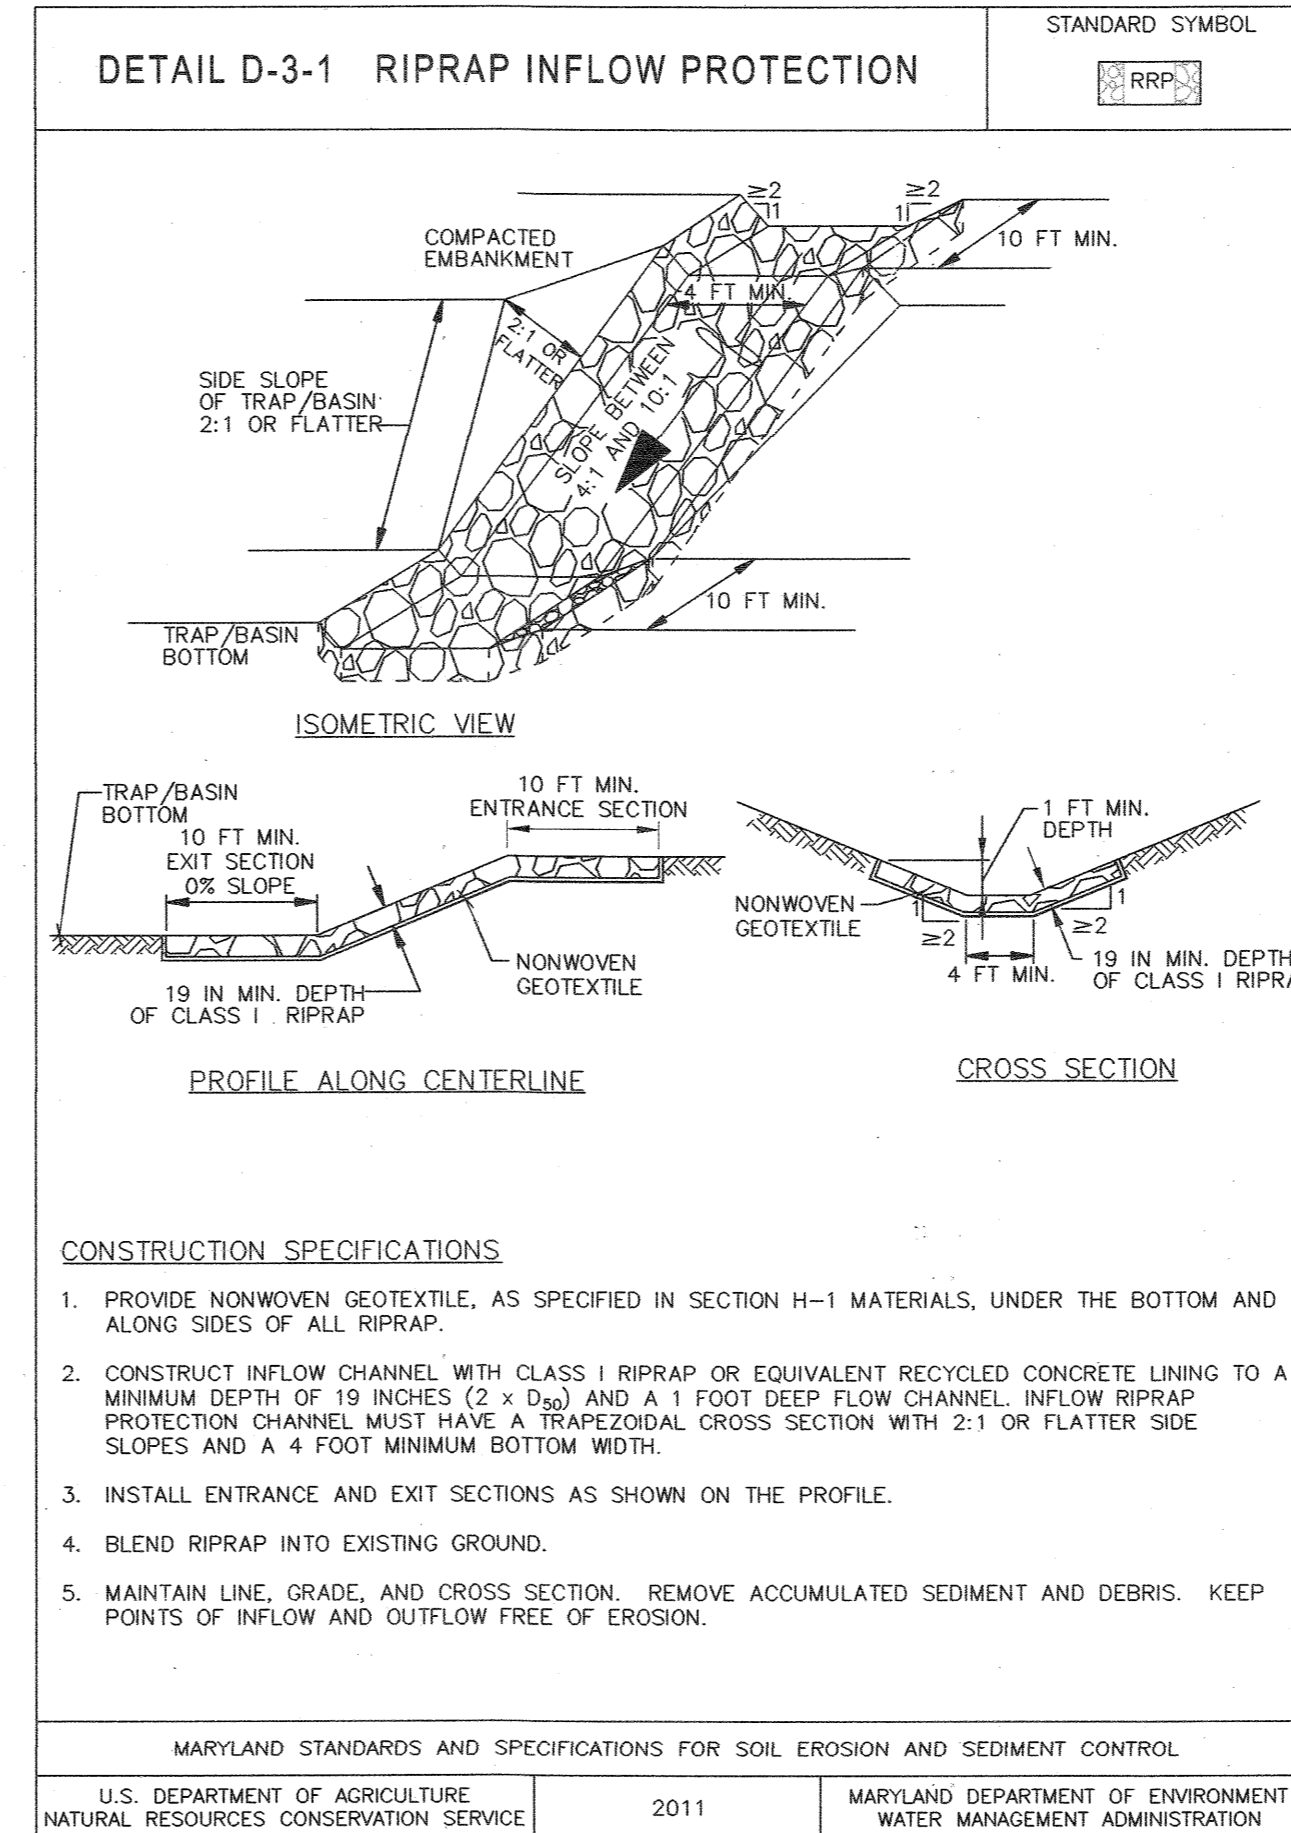 DETAIL D-3-1 RIPRAP INFLOW PROTECTION
STANDARD SYMBOL
RRP
≥2
1
≥2
1
10 FT MIN.
COMPACTED
EMBANKMENT
4 FT MIN.
2:1 OR
FLATTER
SLOPE BETWEEN
4:1 AND 10:1
SIDE SLOPE
OF TRAP/BASIN
2:1 OR FLATTER
10 FT MIN.
TRAP/BASIN
BOTTOM
ISOMETRIC VIEW
TRAP/BASIN
BOTTOM
10 FT MIN.
EXIT SECTION
0% SLOPE
10 FT MIN.
ENTRANCE SECTION
NONWOVEN
GEOTEXTILE
19 IN MIN. DEPTH
OF CLASS I RIPRAP
PROFILE ALONG CENTERLINE
1 FT MIN.
DEPTH
NONWOVEN
GEOTEXTILE
1
≥2
1
≥2
4 FT MIN.
19 IN MIN. DEPTH
OF CLASS I RIPRA
CROSS SECTION
CONSTRUCTION SPECIFICATIONS
1. PROVIDE NONWOVEN GEOTEXTILE, AS SPECIFIED IN SECTION H-1 MATERIALS, UNDER THE BOTTOM AND
ALONG SIDES OF ALL RIPRAP.
2. CONSTRUCT INFLOW CHANNEL WITH CLASS I RIPRAP OR EQUIVALENT RECYCLED CONCRETE LINING TO A
MINIMUM DEPTH OF 19 INCHES (2 x D50) AND A 1 FOOT DEEP FLOW CHANNEL. INFLOW RIPRAP
PROTECTION CHANNEL MUST HAVE A TRAPEZOIDAL CROSS SECTION WITH 2:1 OR FLATTER SIDE
SLOPES AND A 4 FOOT MINIMUM BOTTOM WIDTH.
3. INSTALL ENTRANCE AND EXIT SECTIONS AS SHOWN ON THE PROFILE.
4. BLEND RIPRAP INTO EXISTING GROUND.
5. MAINTAIN LINE, GRADE, AND CROSS SECTION. REMOVE ACCUMULATED SEDIMENT AND DEBRIS. KEEP
POINTS OF INFLOW AND OUTFLOW FREE OF EROSION.
MARYLAND STANDARDS AND SPECIFICATIONS FOR SOIL EROSION AND SEDIMENT CONTROL
U.S. DEPARTMENT OF AGRICULTURE
NATURAL RESOURCES CONSERVATION SERVICE
2011
MARYLAND DEPARTMENT OF ENVIRONMENT
WATER MANAGEMENT ADMINISTRATION